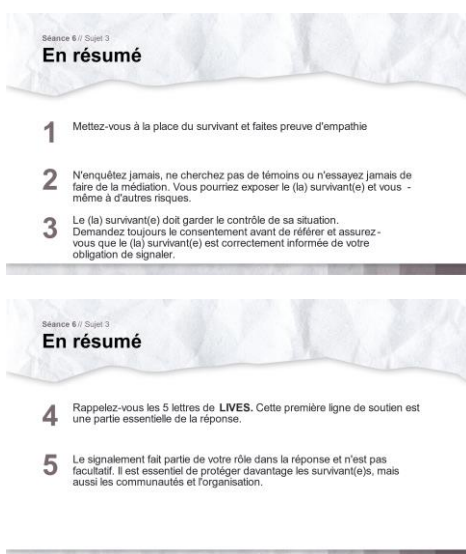 Séance 6 // Sujet 3
En résumé
1 Mettez-vous à la place du survivant et faites preuve d'empathie
2 N'enquêtez jamais, ne cherchez pas de témoins ou n'essayez jamais de
faire de la médiation. Vous pourriez exposer le (la) survivant(e) et vous -
même à d'autres risques.
3 Le (la) survivant(e) doit garder le contrôle de sa situation.
Demandez toujours le consentement avant de référer et assurez-
vous que le (la) survivant(e) est correctement informée de votre
obligation de signaler.
Séance 6 // Sujet 3
En résumé
4 Rappelez-vous les 5 lettres de LIVES. Cette première ligne de soutien est
une partie essentielle de la réponse.
5 Le signalement fait partie de votre rôle dans la réponse et n'est pas
facultatif. Il est essentiel de protéger davantage les survivant(e)s, mais
aussi les communautés et l'organisation.